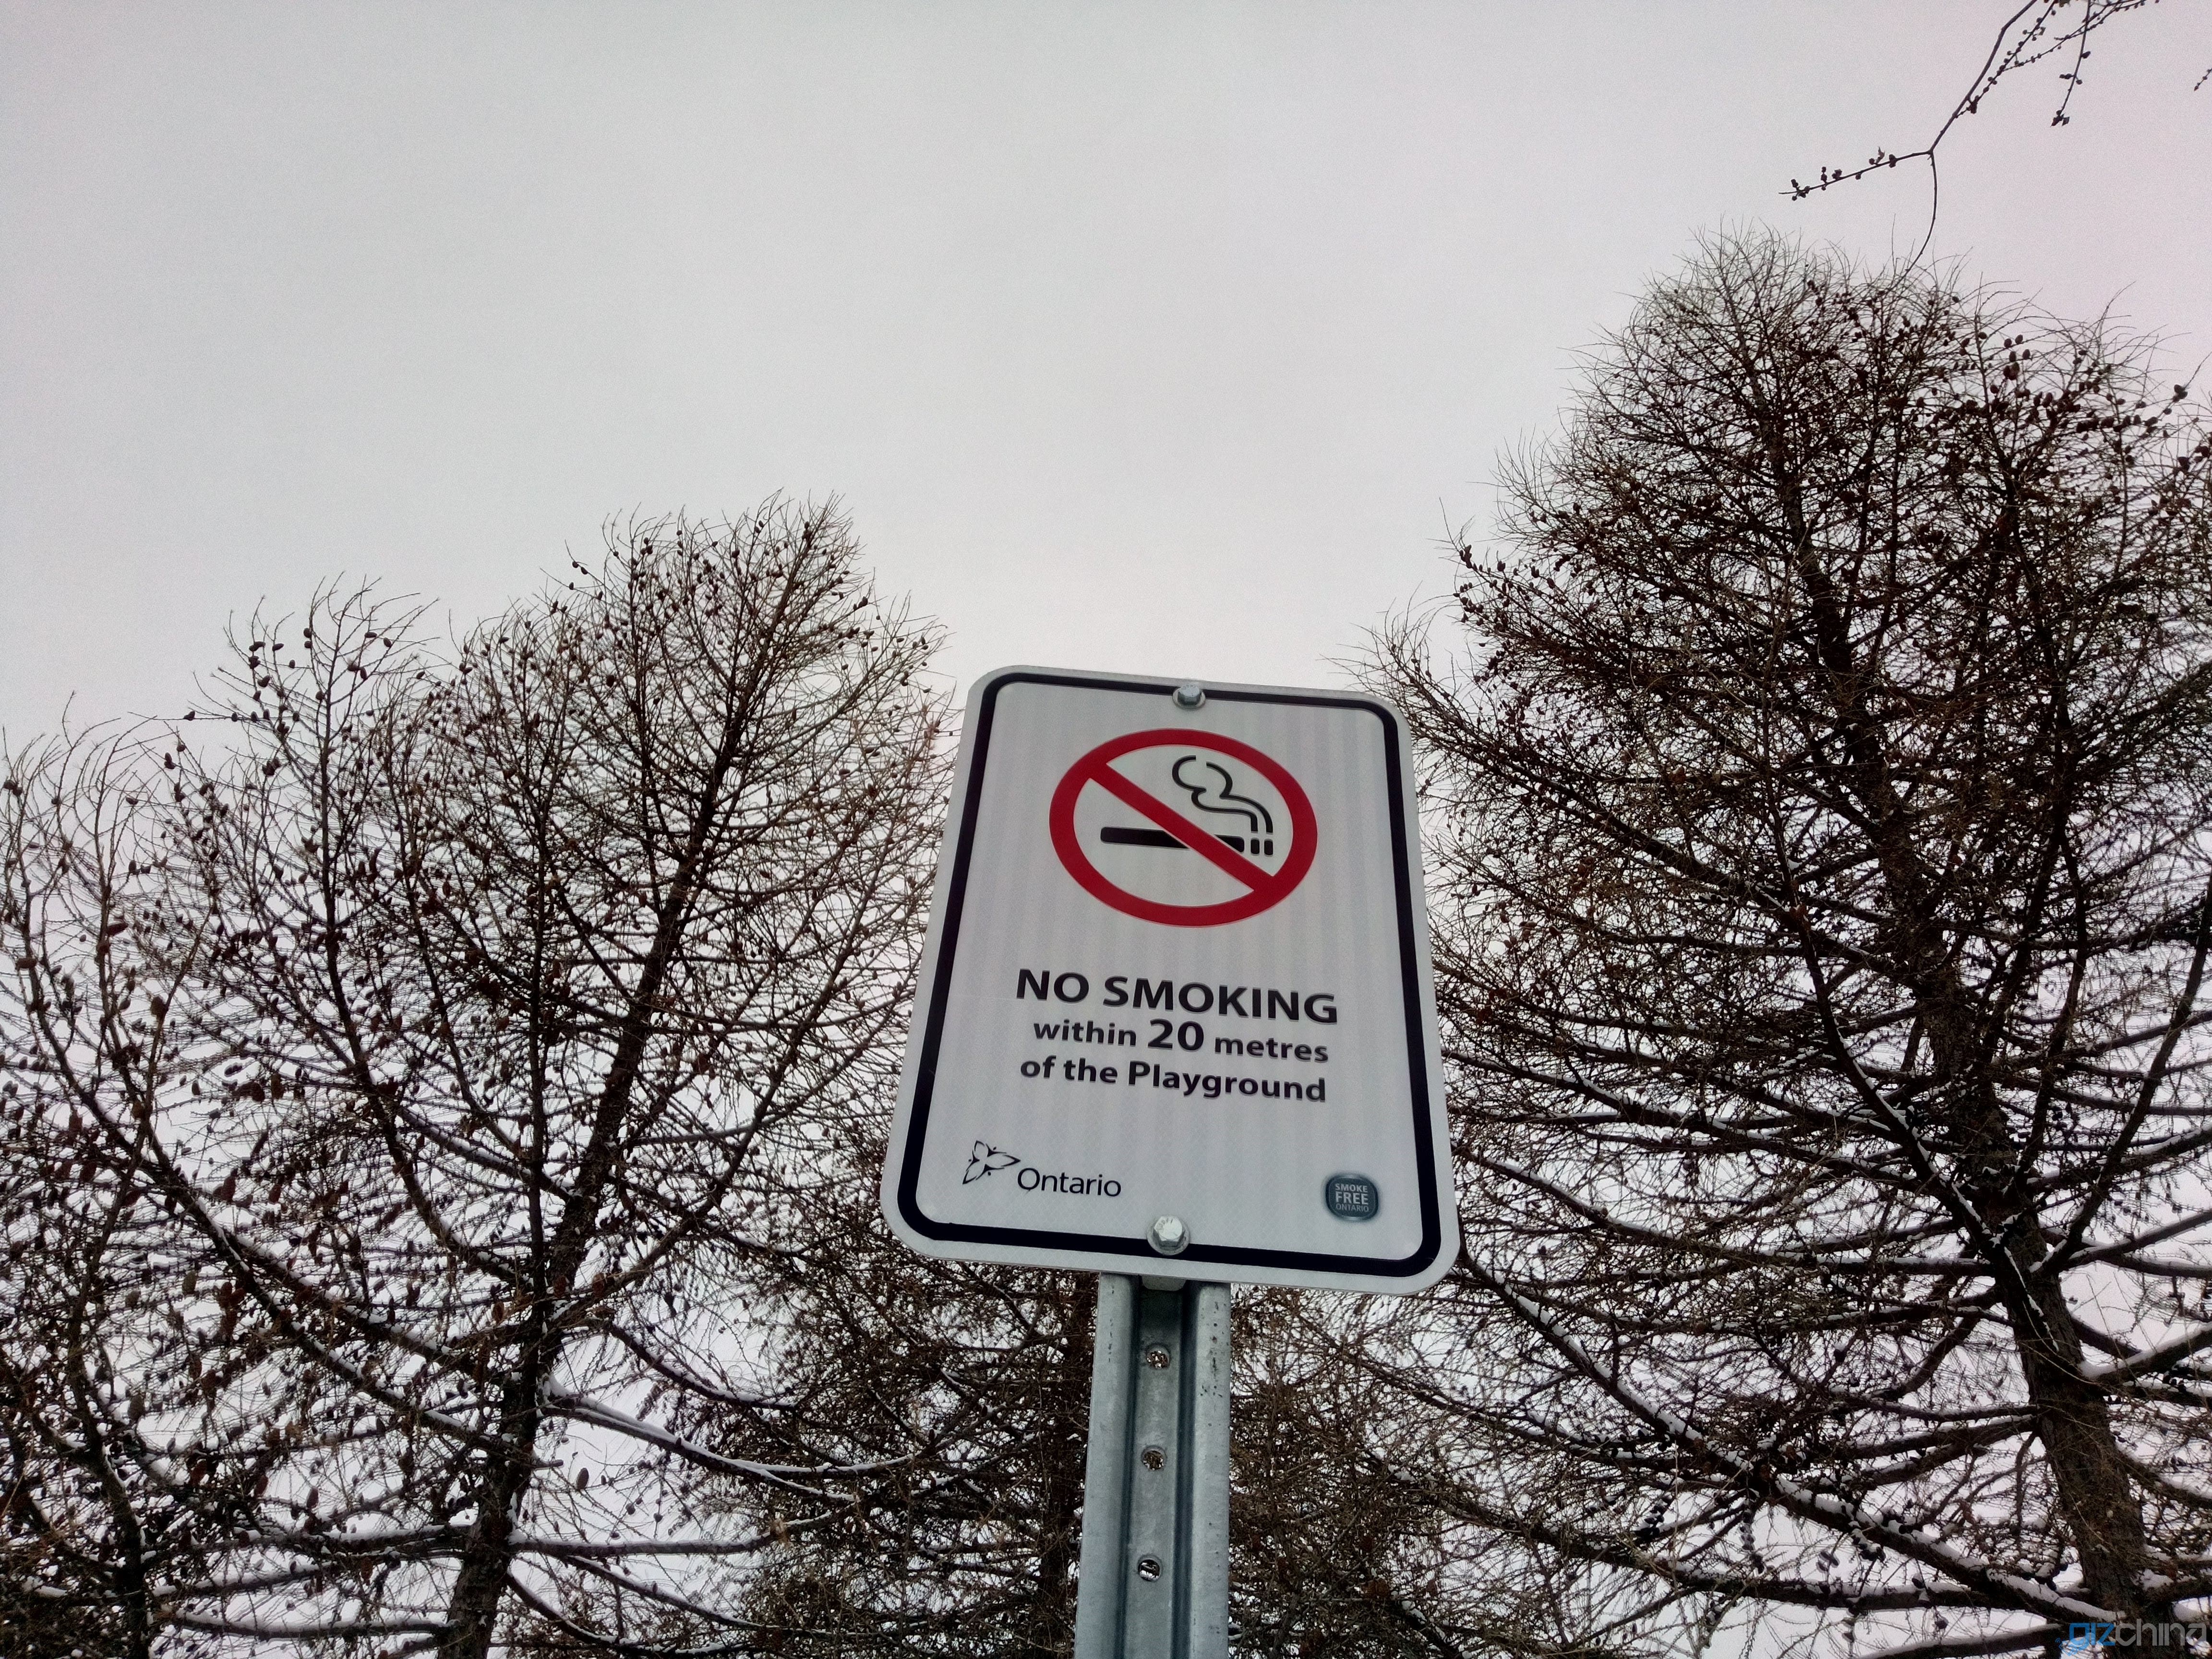 NO SMOKING
within 20 metres
of the Playground
Ontario
SMOKE
FREE
ONTARIO
gizchina